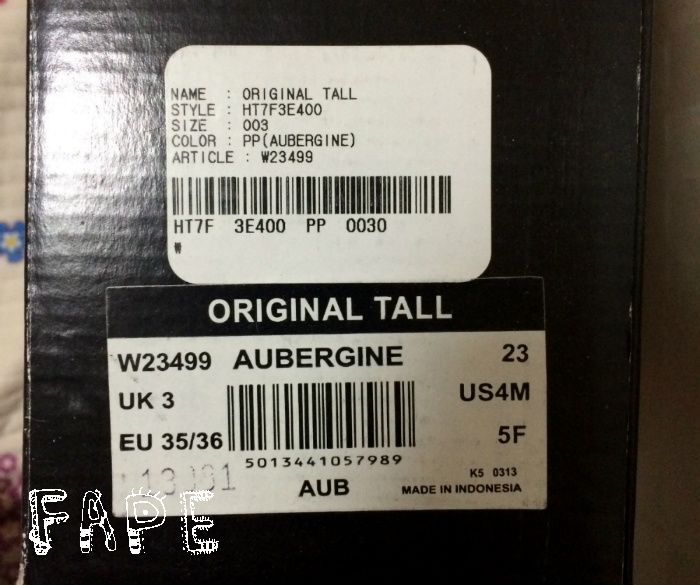 NAME : ORIGINAL TALL
STYLE : HT7F3E400
SIZE : 003
COLOR : PP(AUBERGINE)
ARTICLE : W23499
HT7F 3E400 PP 0030
₩
ORIGINAL TALL
W23499 AUBERGINE 23
UK 3 US4M
EU 35/36 5F
5013441057989
AUB
K5 0313
MADE IN INDONESIA
FAPE